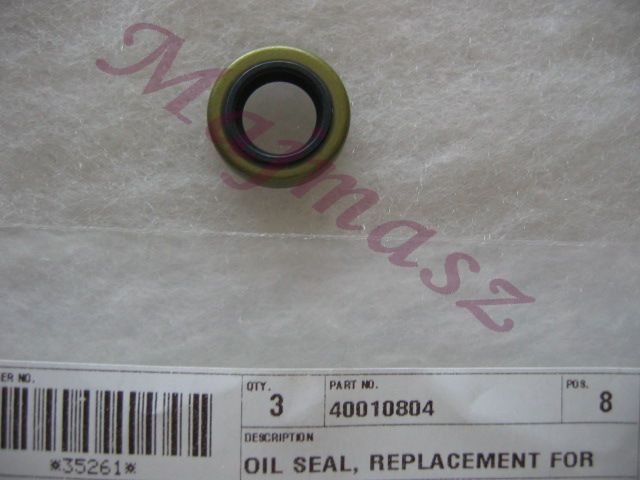 Majmasz
ER NO.
*35261*
QTY.
3
PART NO.
40010804
POS.
8
DESCRIPTION
OIL SEAL, REPLACEMENT FOR